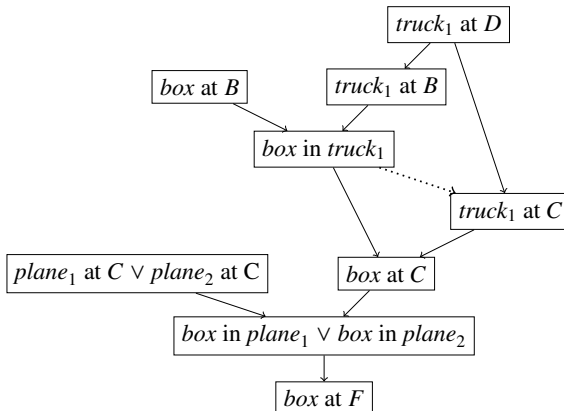 truck₁ at D
box at B
truck₁ at B
box in truck₁
truck₁ at C
plane₁ at C ∨ plane₂ at C
box at C
box in plane₁ ∨ box in plane₂
box at F